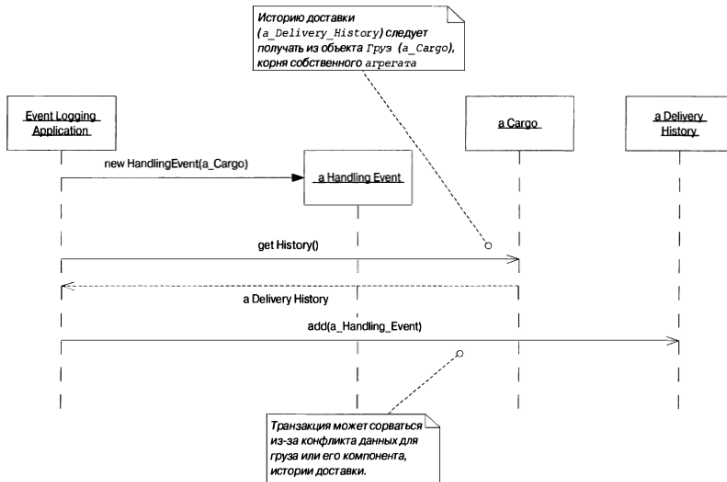 Историю доставки
(a_Delivery_History) следует
получать из объекта Груз (a_Cargo),
корня собственного агрегата
Event Logging
Application
a Cargo
a Delivery
History
new HandlingEvent(a_Cargo)
a Handling Event
get History()
a Delivery History
add(a_Handling_Event)
Транзакция может сорваться
из-за конфликта данных для
груза или его компонента,
истории доставки.